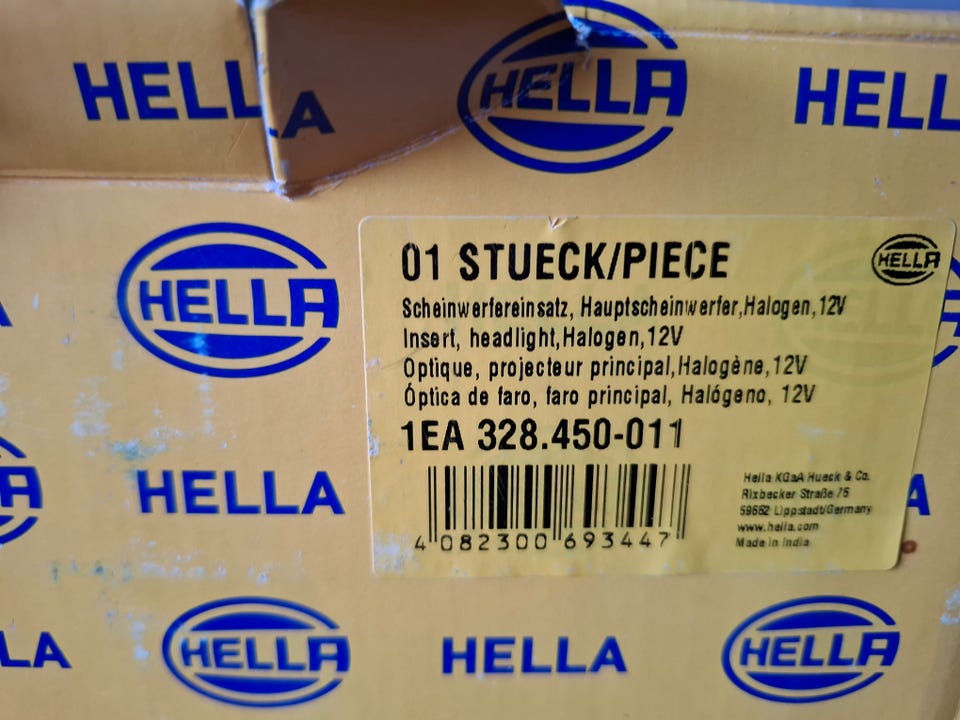 HELLA
HELLA
HELLA
01 STUECK/PIECE
HELLA
Scheinwerfereinsatz, Hauptscheinwerfer,Halogen,12V
Insert, headlight,Halogen,12V
Optique, projecteur principal,Halogène,12V
Óptica de faro, faro principal, Halógeno, 12V
1EA 328.450-011
4 082300 693447
Hella KGaA Hueck & Co.
Rixbecker Straße 75
59552 Lippstadt/Germany
www.hella.com
Made in India
HELLA
HELLA
HELLA
HELLA
HELLA